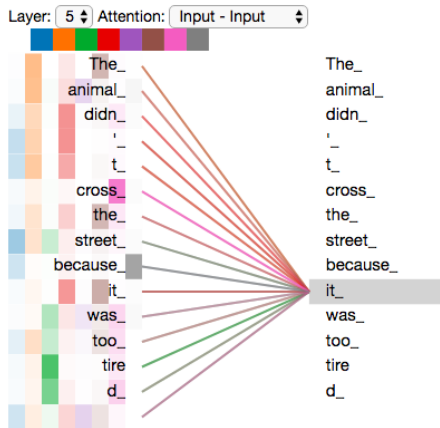 Layer: 5 Attention: Input - Input
The_ The_
animal_ animal_
didn_ didn_
'_ '_
t_ t_
cross_ cross_
the_ the_
street_ street_
because_ because_
it_ it_
was_ was_
too_ too_
tire tire
d_ d_